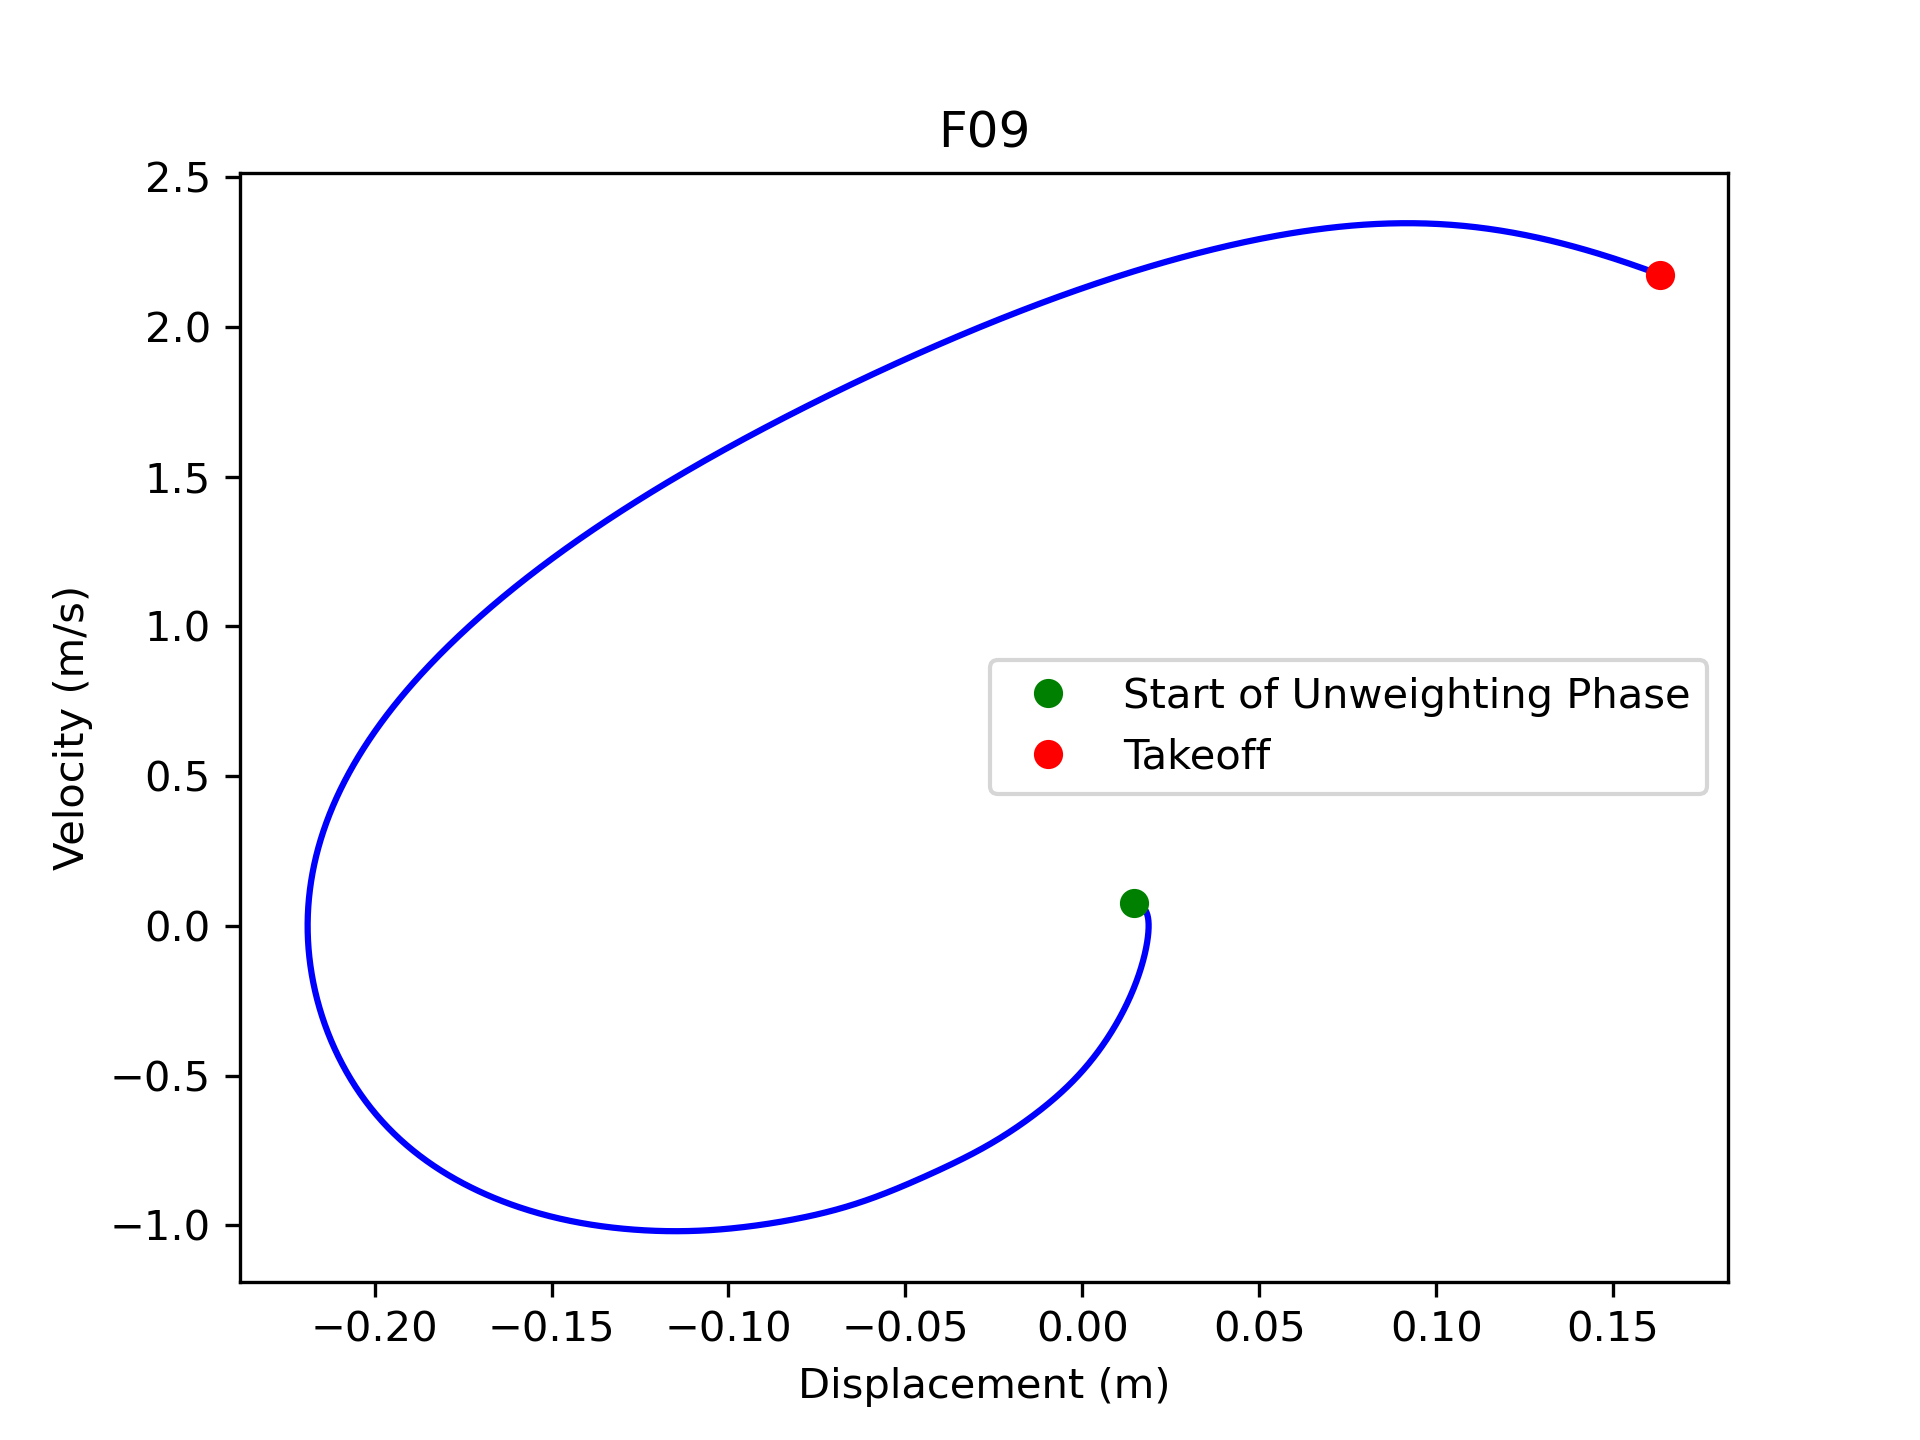 F09
2.5
2.0
1.5
1.0
0.5
0.0
−0.5
−1.0
Velocity (m/s)
Start of Unweighting Phase
Takeoff
−0.20 −0.15 −0.10 −0.05 0.00 0.05 0.10 0.15
Displacement (m)